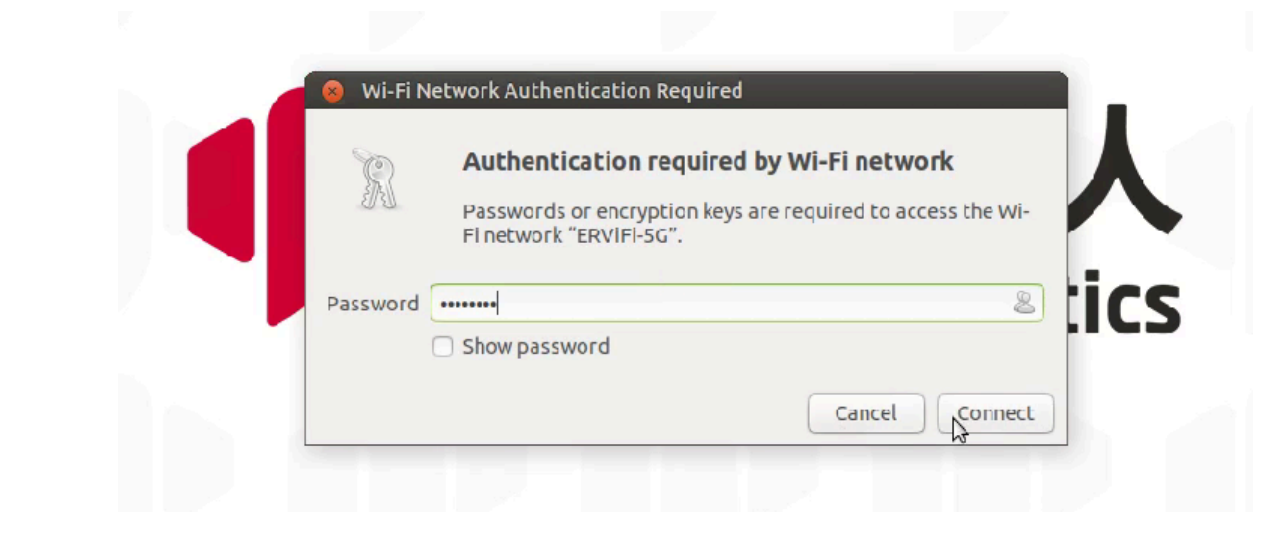 Wi-Fi Network Authentication Required
Authentication required by Wi-Fi network
Passwords or encryption keys are required to access the Wi-
Fi network “ERVIFI-5G”.
Password ••••••••
Show password
Cancel Connect
人
tics